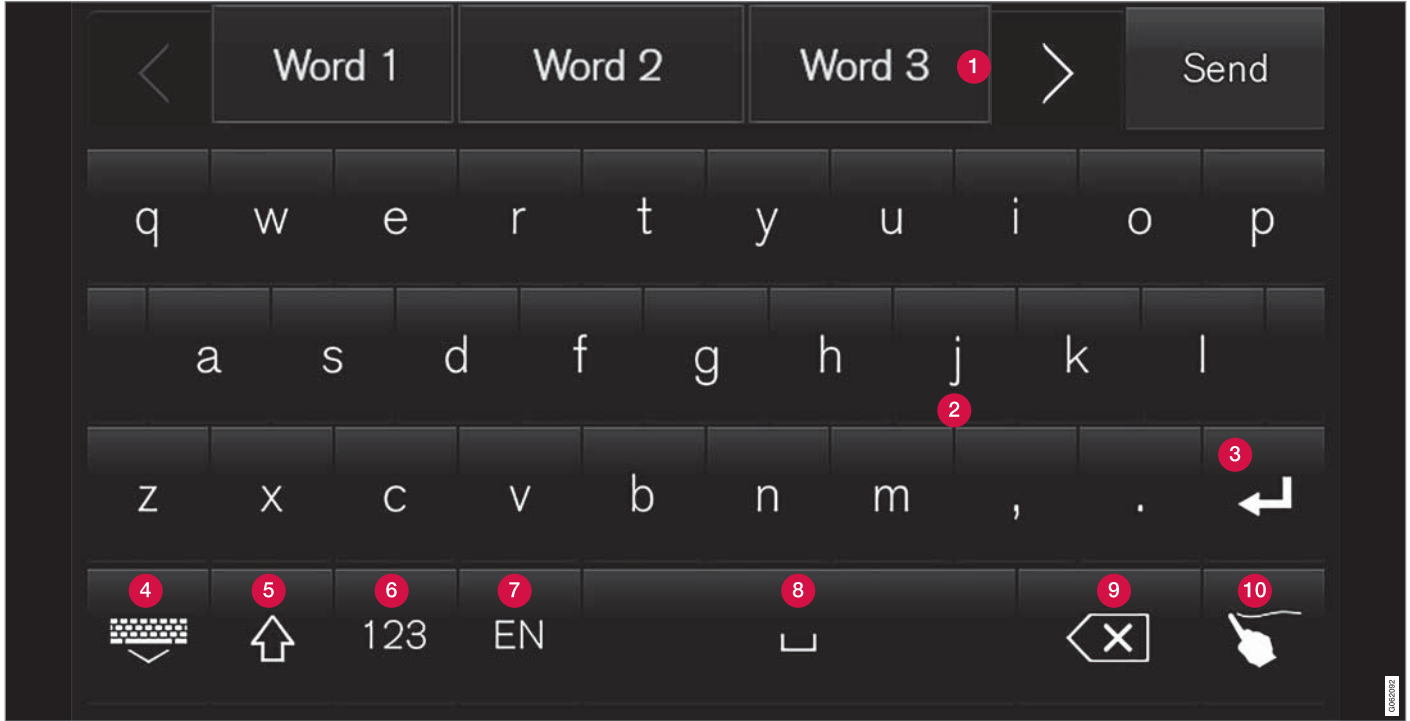 Word 1 Word 2 Word 3 1 Send
q w e r t y u i o p
a s d f g h j k l
2
3
z x c v b n m , .
4 5 6 7 8 9 10
123 EN
G062092